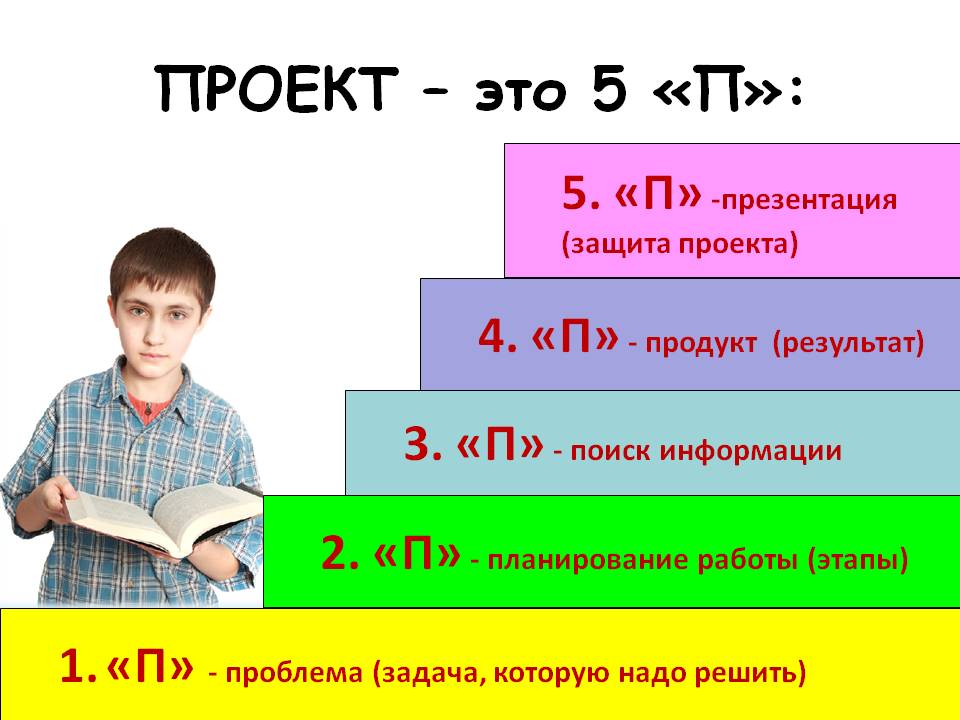 ПРОЕКТ – это 5 «П»:
5. «П» -презентация
(защита проекта)
4. «П» - продукт (результат)
3. «П» - поиск информации
2. «П» - планирование работы (этапы)
1. «П» - проблема (задача, которую надо решить)